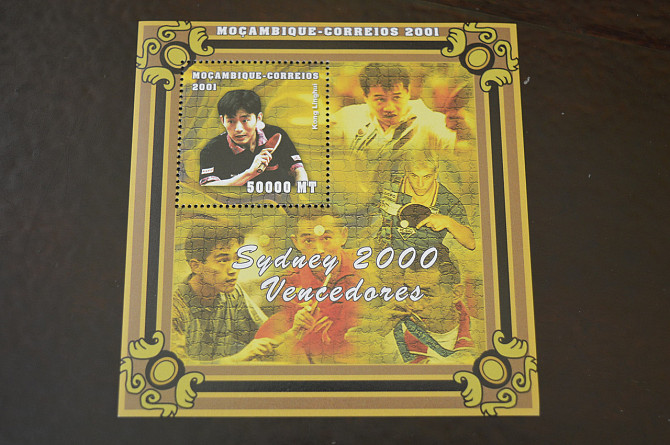 MOÇAMBIQUE-CORREIOS 2001
MOÇAMBIQUE-CORREIOS
2001
Kong Linghui
50000 MT
Sydney 2000
Vencedores